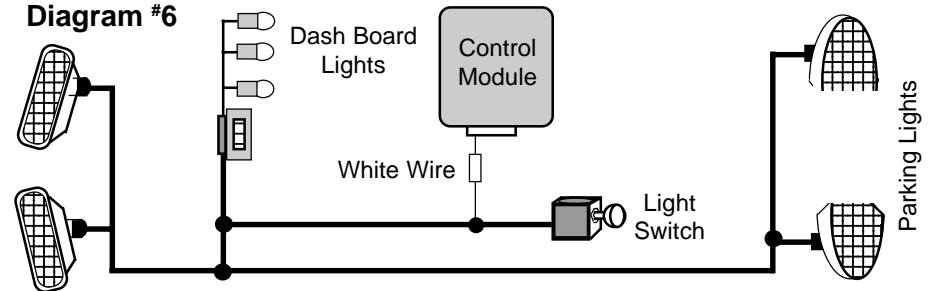 Diagram #6
Dash Board
Lights
Control
Module
White Wire
Light
Switch
Parking Lights